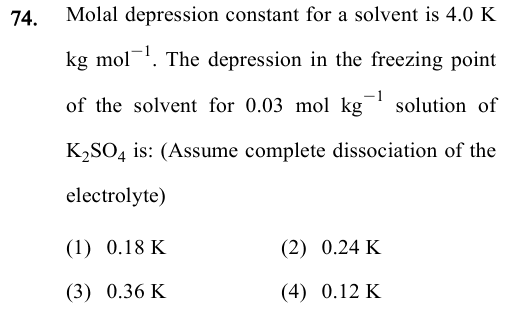 74. Molal depression constant for a solvent is 4.0 K
kg mol⁻¹. The depression in the freezing point
of the solvent for 0.03 mol kg⁻¹ solution of
K₂SO₄ is: (Assume complete dissociation of the
electrolyte)
(1) 0.18 K (2) 0.24 K
(3) 0.36 K (4) 0.12 K